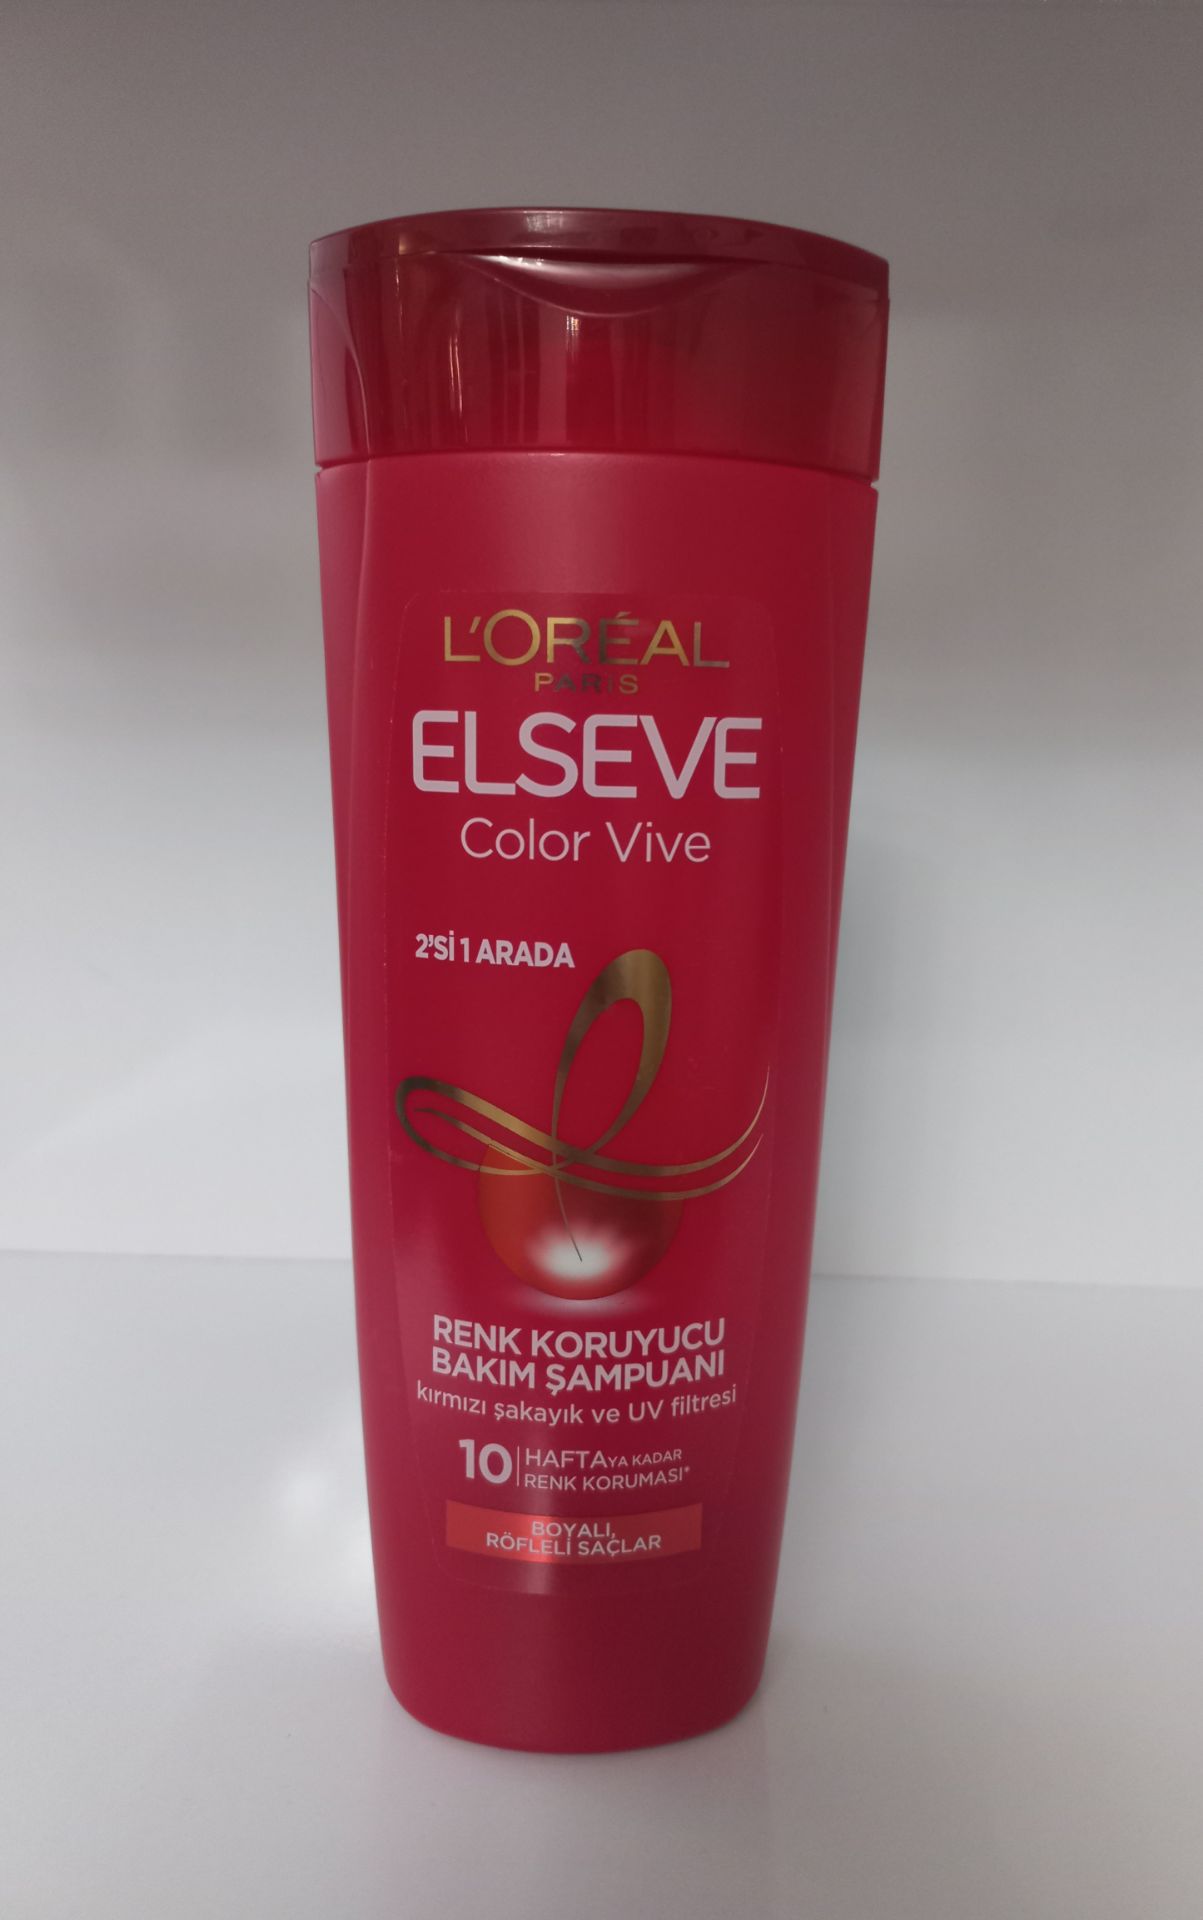 L'ORÉAL
PARIS
ELSEVE
Color Vive
2'Sİ 1 ARADA
RENK KORUYUCU
BAKIM ŞAMPUANI
kırmızı şakayık ve UV filtresi
10 HAFTAYA KADAR
RENK KORUMASI*
BOYALI,
RÖFLELİ SAÇLAR